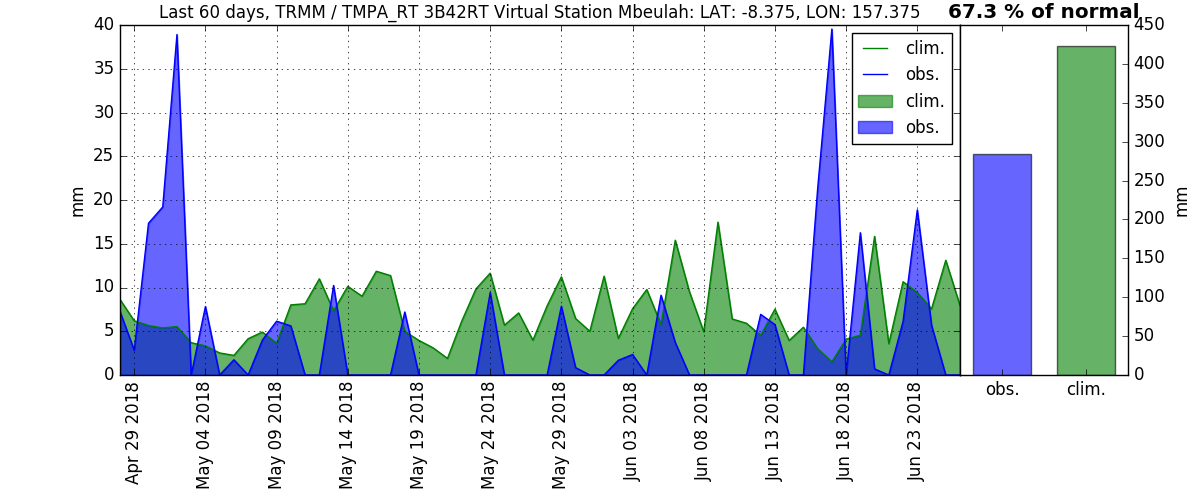 Last 60 days, TRMM / TMPA_RT 3B42RT Virtual Station Mbeulah: LAT: -8.375, LON: 157.375
67.3 % of normal
40
35
30
25
20
15
10
5
0
mm
clim.
obs.
clim.
obs.
450
400
350
300
250
200
150
100
50
0
mm
obs.
clim.
Apr 29 2018
May 04 2018
May 09 2018
May 14 2018
May 19 2018
May 24 2018
May 29 2018
Jun 03 2018
Jun 08 2018
Jun 13 2018
Jun 18 2018
Jun 23 2018